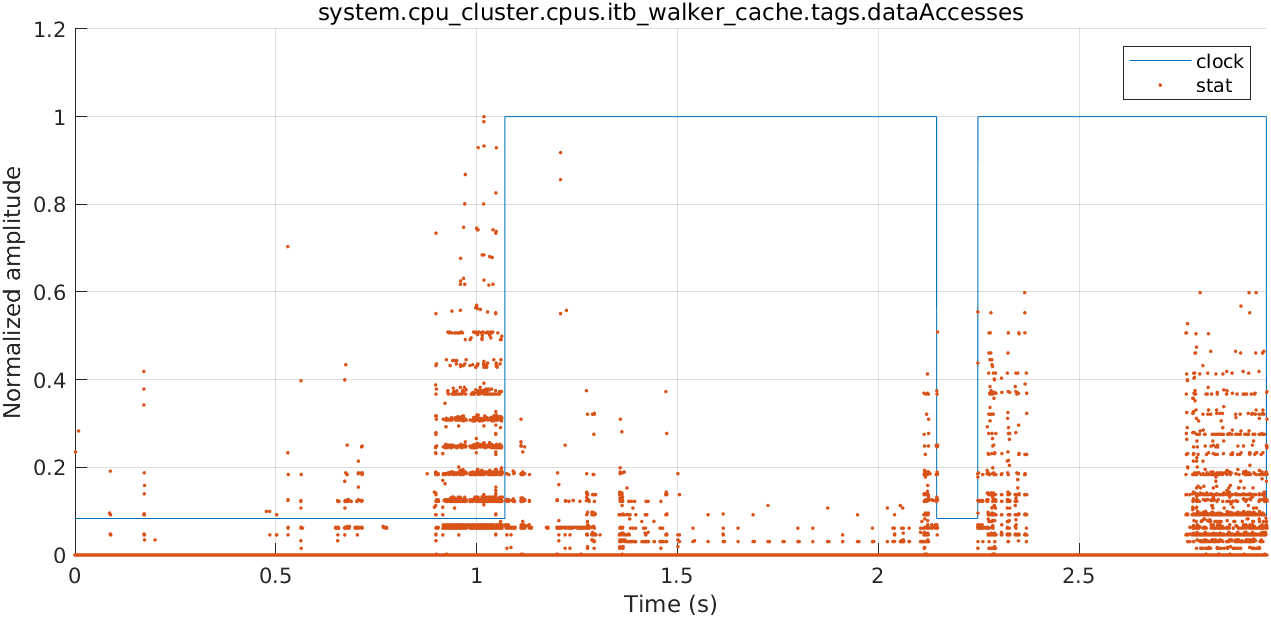 system.cpu_cluster.cpus.itb_walker_cache.tags.dataAccesses
1.2
1
0.8
0.6
0.4
0.2
0
Normalized amplitude
clock
stat
0
0.5
1
1.5
2
2.5
Time (s)